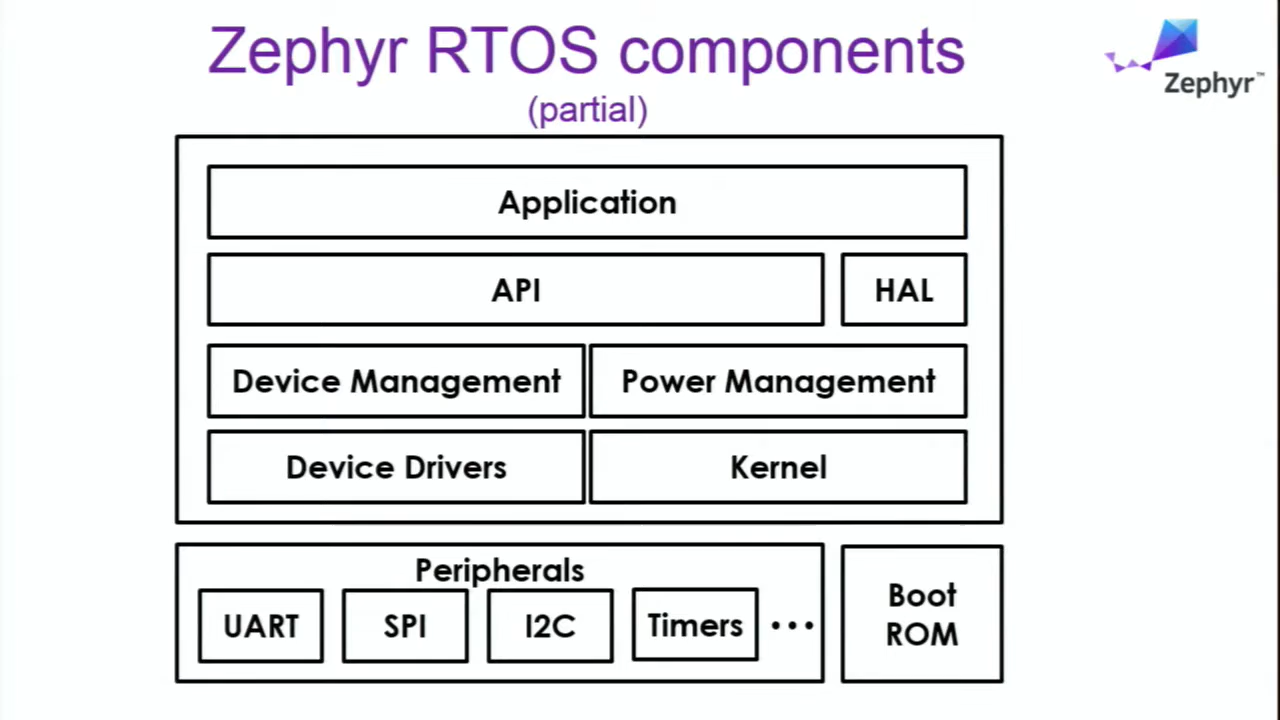 Zephyr RTOS components
(partial)
Zephyr™
Application
API
HAL
Device Management
Power Management
Device Drivers
Kernel
Peripherals
UART
SPI
I2C
Timers
...
Boot
ROM